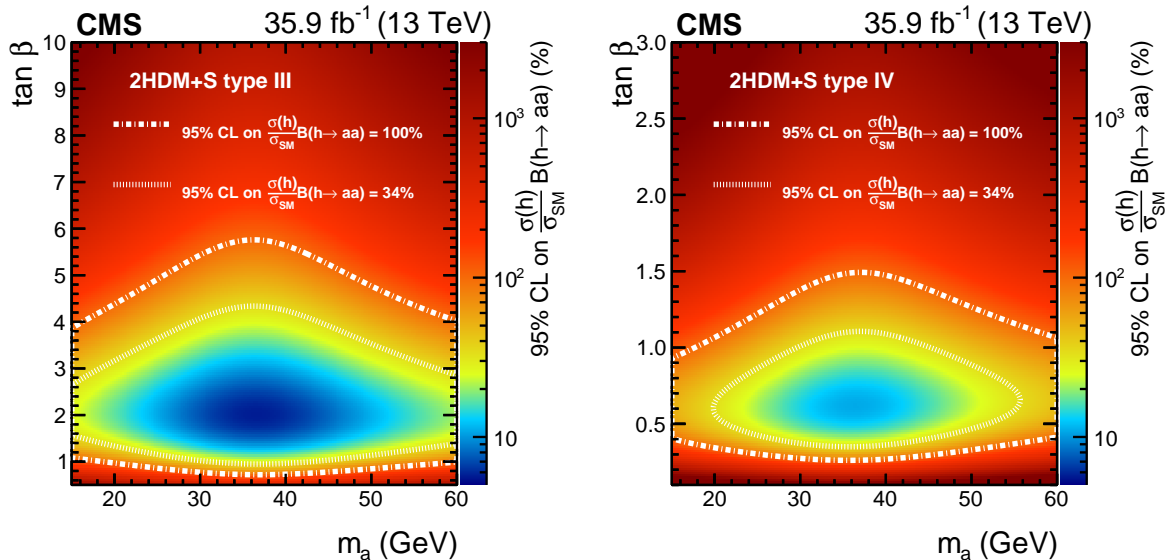 CMS 35.9 fb⁻¹ (13 TeV)
tan β
10
9
8
7
6
5
4
3
2
1
2HDM+S type III
95% CL on σ(h)/σSM B(h→ aa) = 100%
95% CL on σ(h)/σSM B(h→ aa) = 34%
20 30 40 50 60
m_a (GeV)
10³
10²
10
95% CL on σ(h)/σSM B(h→ aa) (%)
CMS 35.9 fb⁻¹ (13 TeV)
tan β
3.0
2.5
2.0
1.5
1.0
0.5
2HDM+S type IV
95% CL on σ(h)/σSM B(h→ aa) = 100%
95% CL on σ(h)/σSM B(h→ aa) = 34%
20 30 40 50 60
m_a (GeV)
10³
10²
10
95% CL on σ(h)/σSM B(h→ aa) (%)